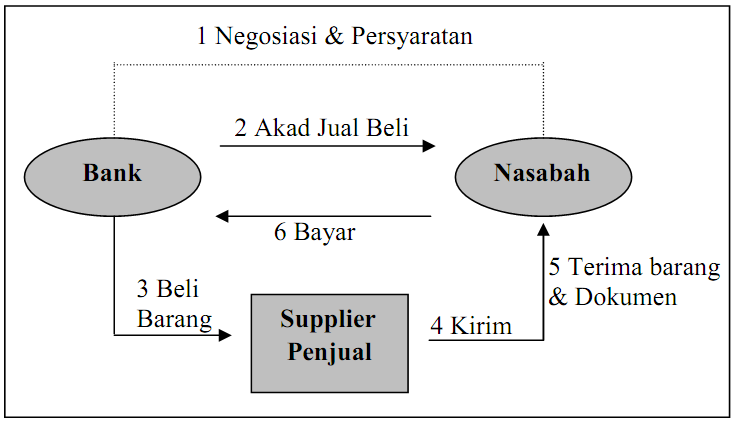 1 Negosiasi & Persyaratan
2 Akad Jual Beli
Bank
Nasabah
6 Bayar
3 Beli
Barang
Supplier
Penjual
4 Kirim
5 Terima barang
& Dokumen